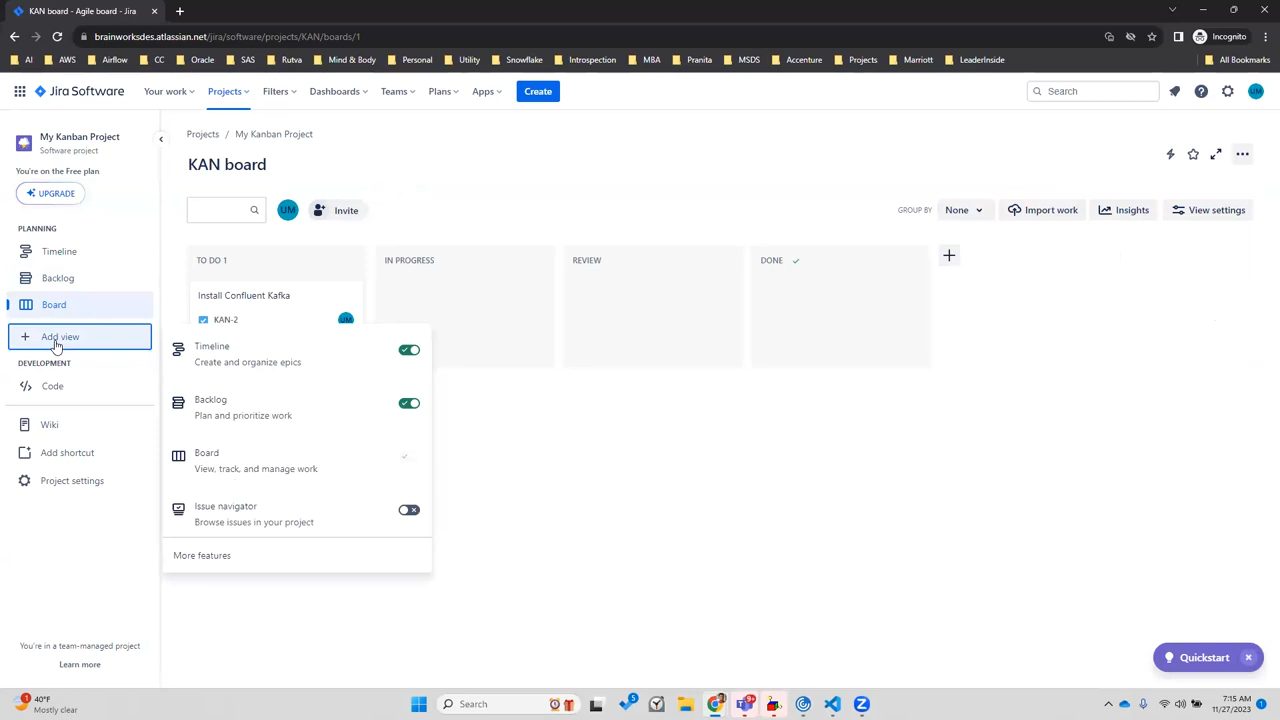 KAN board - Agile board - Jira
brainworksdes.atlassian.net/jira/software/projects/KAN/boards/1
Incognito
AI
AWS
Airflow
CC
Oracle
SAS
Rutva
Mind & Body
Personal
Utility
Snowflake
Introspection
MBA
Pranita
MSDS
Accenture
Projects
Marriott
LeaderInside
All Bookmarks
Jira Software
Your work
Projects
Filters
Dashboards
Teams
Plans
Apps
Create
Search
UM
My Kanban Project
Software project
You're on the Free plan
UPGRADE
PLANNING
Timeline
Backlog
Board
Add view
DEVELOPMENT
Code
Wiki
Add shortcut
Project settings
You're in a team-managed project
Learn more
Projects / My Kanban Project
KAN board
UM
Invite
GROUP BY
None
Import work
Insights
View settings
TO DO 1
IN PROGRESS
REVIEW
DONE
Install Confluent Kafka
KAN-2
UM
Timeline
Create and organize epics
Backlog
Plan and prioritize work
Board
View, track, and manage work
Issue navigator
Browse issues in your project
More features
Quickstart
1
40°F
Mostly clear
Search
5
9+
7:15 AM
11/27/2023
1